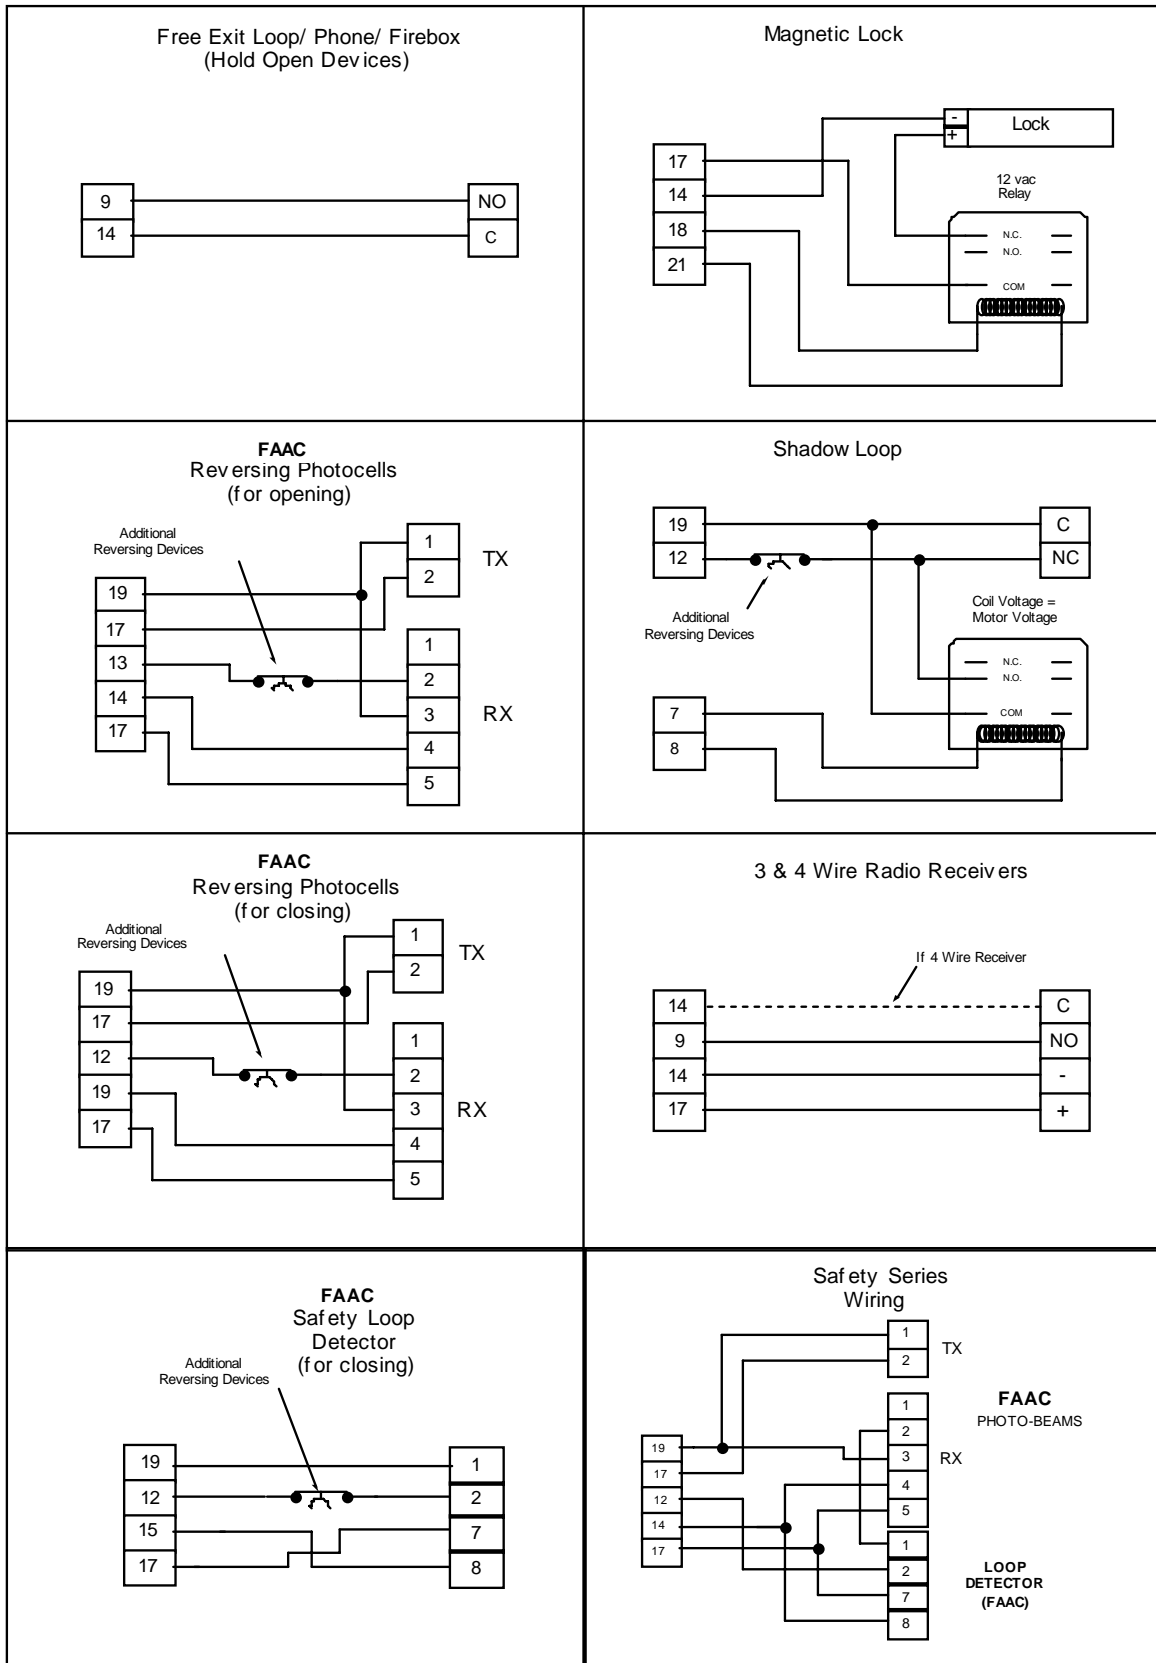 Free Exit Loop/ Phone/ Firebox
(Hold Open Devices)
9
NO
14
C
Magnetic Lock
-
+
Lock
17
14
18
21
12 vac
Relay
N.C.
N.O.
COM
FAAC
Reversing Photocells
(for opening)
Additional
Reversing Devices
1
2
TX
19
17
13
14
17
1
2
3
4
5
RX
Shadow Loop
19
C
12
NC
Additional
Reversing Devices
Coil Voltage =
Motor Voltage
N.C.
N.O.
COM
7
8
FAAC
Reversing Photocells
(for closing)
Additional
Reversing Devices
1
2
TX
19
17
12
19
17
1
2
3
4
5
RX
3 & 4 Wire Radio Receivers
If 4 Wire Receiver
14
C
9
NO
14
-
17
+
FAAC
Safety Loop
Detector
(for closing)
Additional
Reversing Devices
19
1
12
2
15
7
17
8
Safety Series
Wiring
1
2
TX
FAAC
PHOTO-BEAMS
1
2
3
4
5
RX
19
17
12
14
17
1
2
7
8
LOOP
DETECTOR
(FAAC)